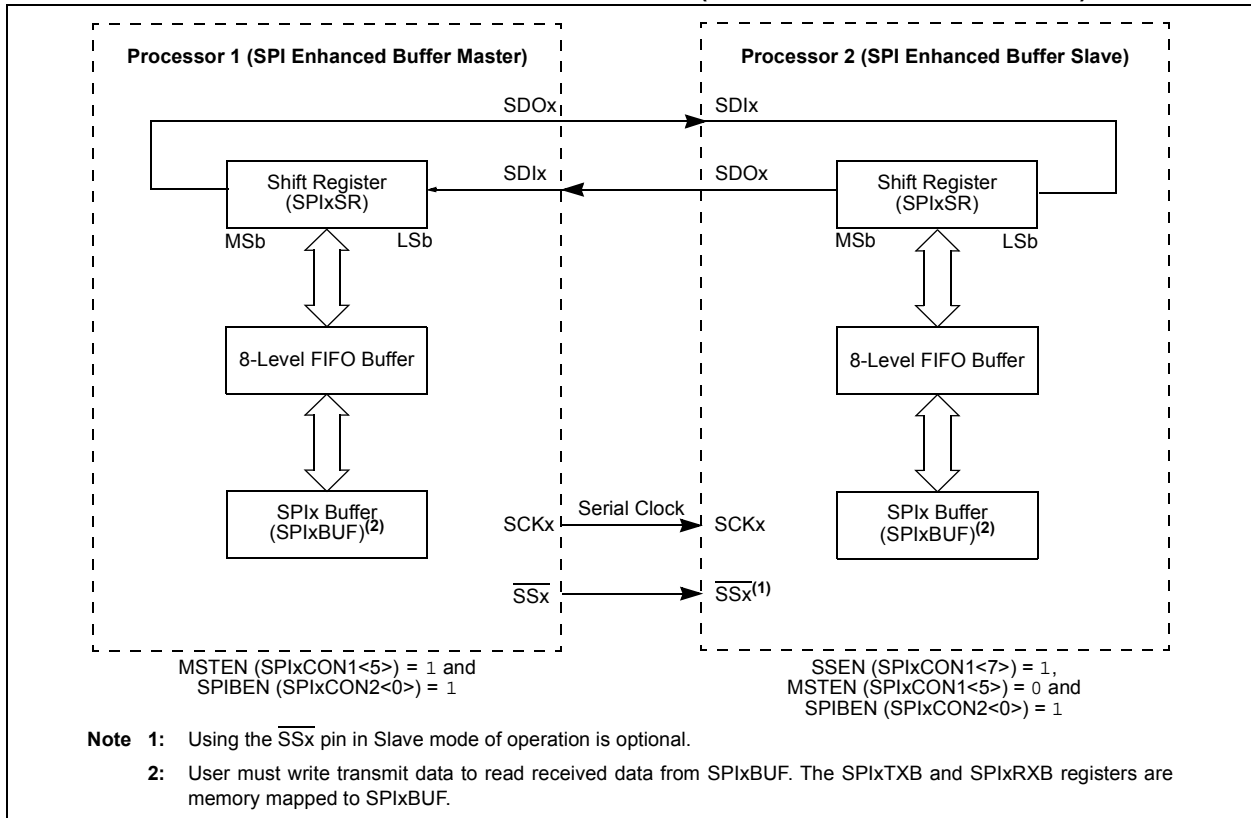 Processor 1 (SPI Enhanced Buffer Master)
Processor 2 (SPI Enhanced Buffer Slave)
SDOx
SDIx
Shift Register
(SPIxSR)
SDIx
SDOx
Shift Register
(SPIxSR)
MSb
LSb
MSb
LSb
8-Level FIFO Buffer
8-Level FIFO Buffer
SPIx Buffer
(SPIxBUF)(2)
SCKx
Serial Clock
SCKx
SPIx Buffer
(SPIxBUF)(2)
SSx
SSx(1)
MSTEN (SPIxCON1<5>) = 1 and
SPIBEN (SPIxCON2<0>) = 1
SSEN (SPIxCON1<7>) = 1,
MSTEN (SPIxCON1<5>) = 0 and
SPIBEN (SPIxCON2<0>) = 1
Note 1: Using the SSx pin in Slave mode of operation is optional.
2: User must write transmit data to read received data from SPIxBUF. The SPIxTXB and SPIxRXB registers are
memory mapped to SPIxBUF.